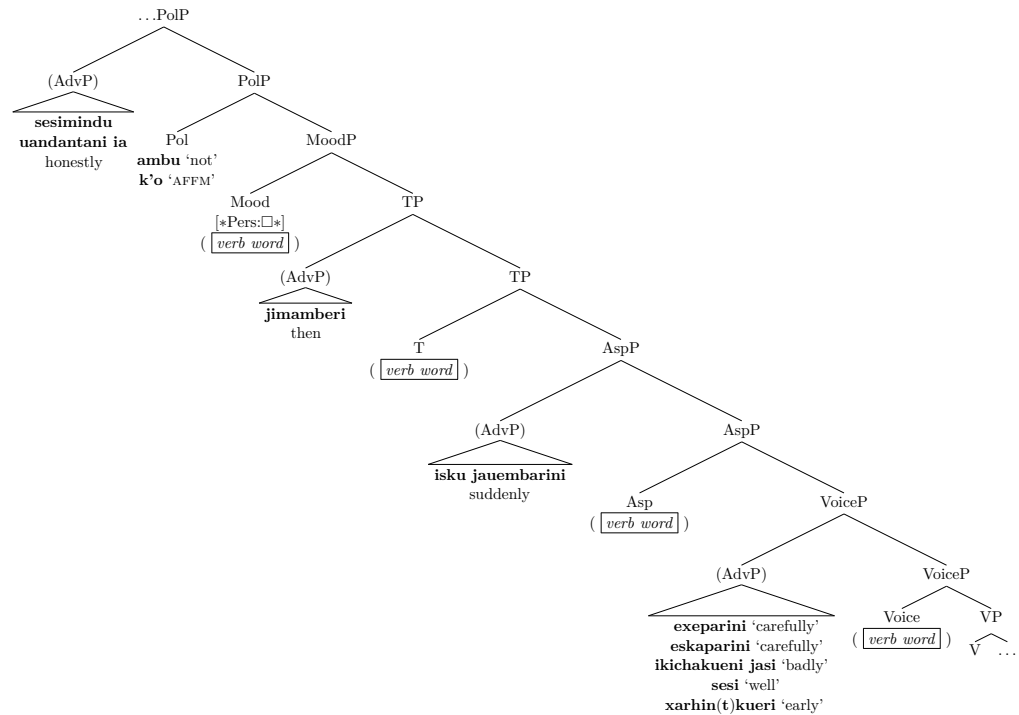 ...PolP
(AdvP)
sesimindu
uandantani ia
honestly
PolP
Pol
ambu ‘not’
k’o ‘AFFM’
MoodP
Mood
[∗Pers:□∗]
( verb word )
TP
(AdvP)
jimamberi
then
TP
T
( verb word )
AspP
(AdvP)
isku jauembarini
suddenly
AspP
Asp
( verb word )
VoiceP
(AdvP)
exeparini ‘carefully’
eskaparini ‘carefully’
ikichakueni jasi ‘badly’
sesi ‘well’
xarhin(t)kueri ‘early’
VoiceP
Voice
( verb word )
VP
V ...